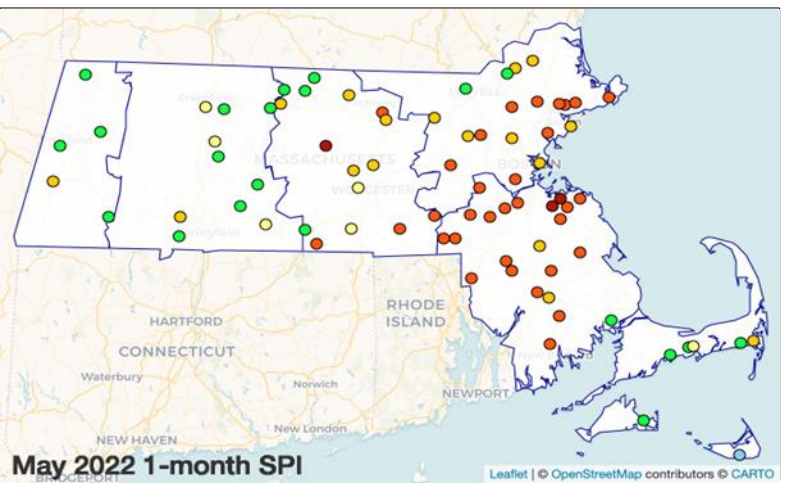 LOWELL
MASSACHUSETTS
BOSTON
WORCESTER
Springfield
RHODE
ISLAND
HARTFORD
CONNECTICUT
Waterbury
Norwich
NEWPORT
New London
NEW HAVEN
May 2022 1-month SPI
BRIDGEPORT
Leaflet | © OpenStreetMap contributors © CARTO